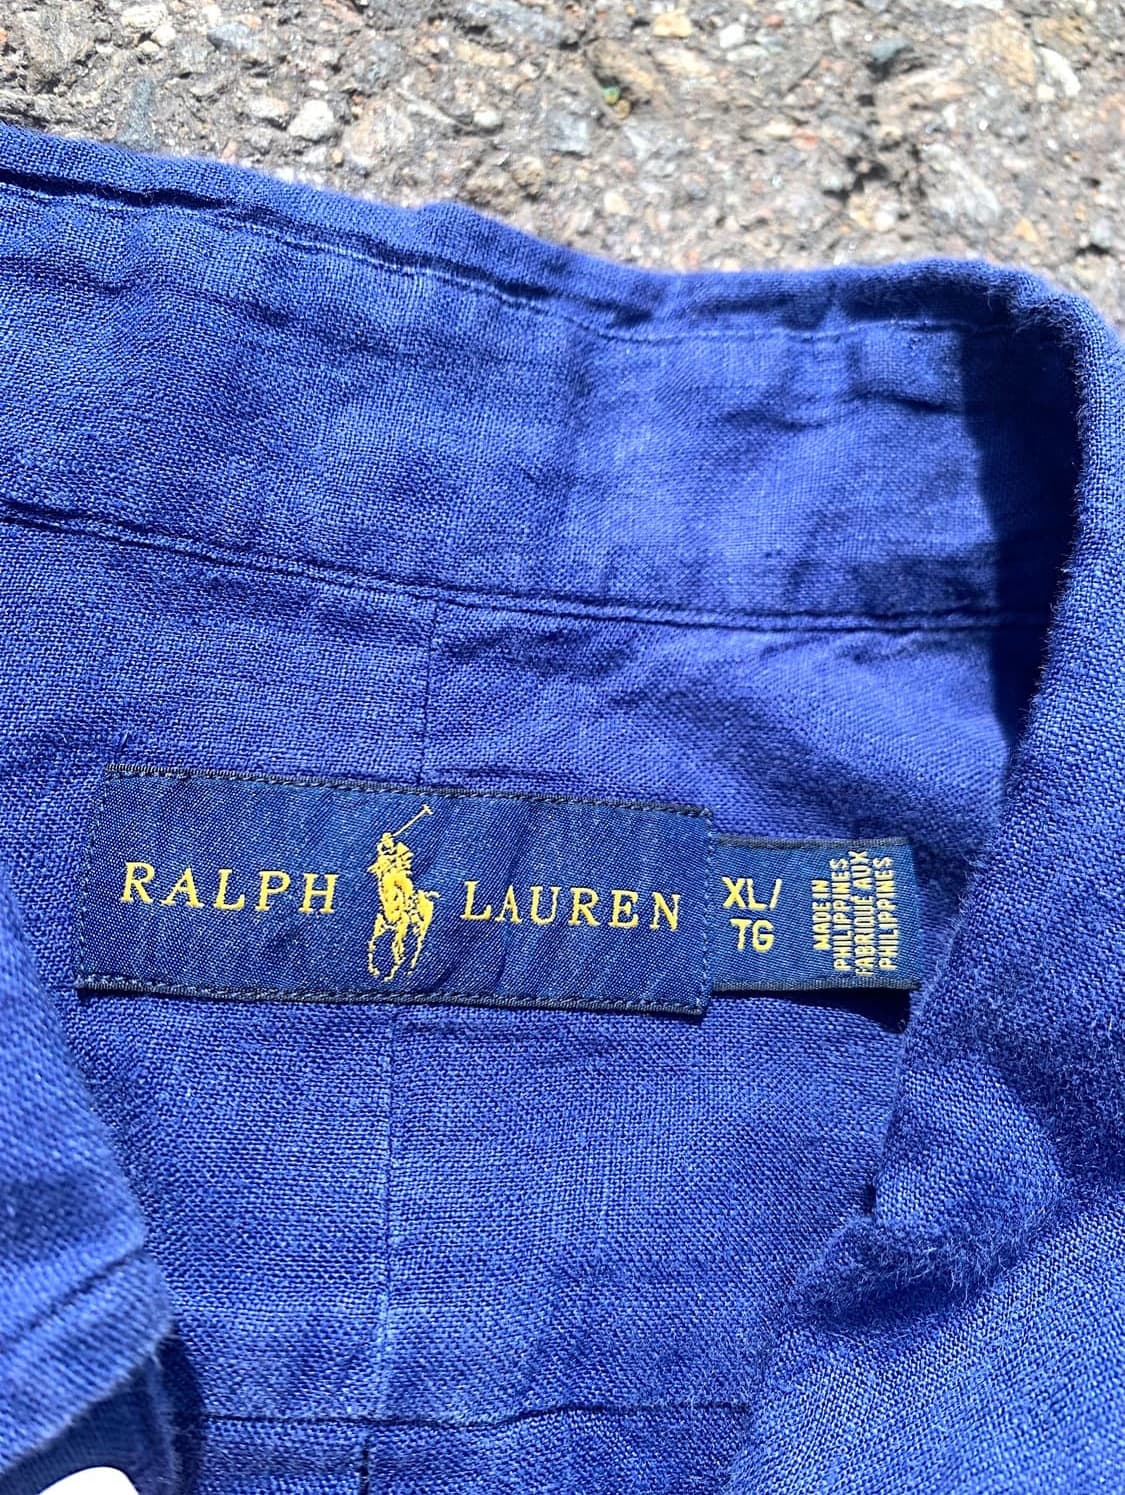 RALPH LAUREN
XL/
TG
MADE IN
PHILIPPINES
FABRIQUÉ AUX
PHILIPPINES